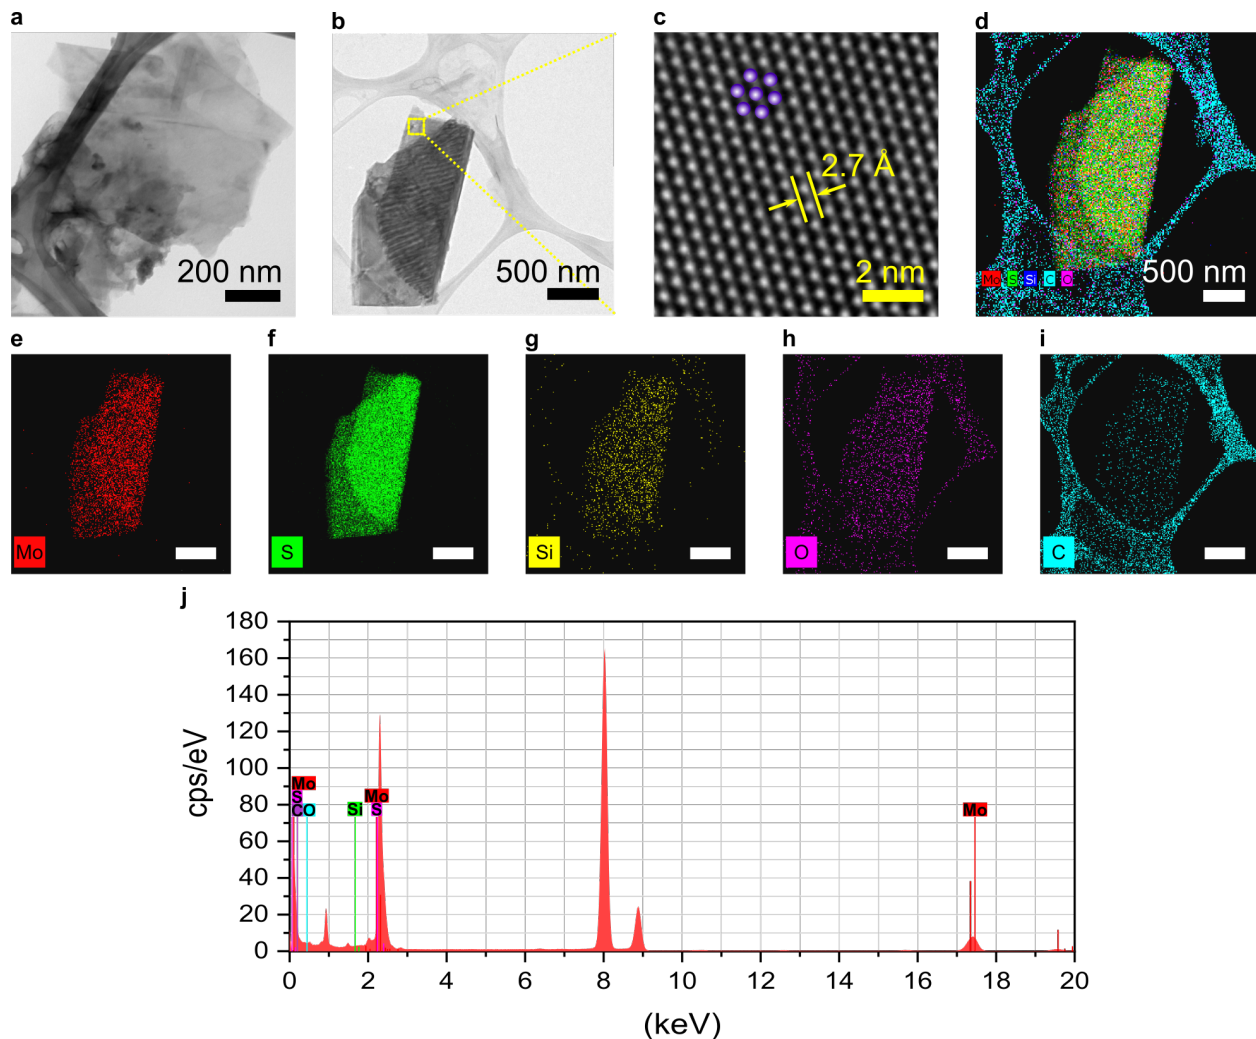 a
b
c
d
200 nm
500 nm
2.7 Å
2 nm
Mo S Si C O
500 nm
e
f
g
h
i
Mo
S
Si
O
C
j
180
160
140
120
100
80
60
40
20
0
cps/eV
Mo
S
C O
Si
Mo
S
Mo
0 2 4 6 8 10 12 14 16 18 20
(keV)